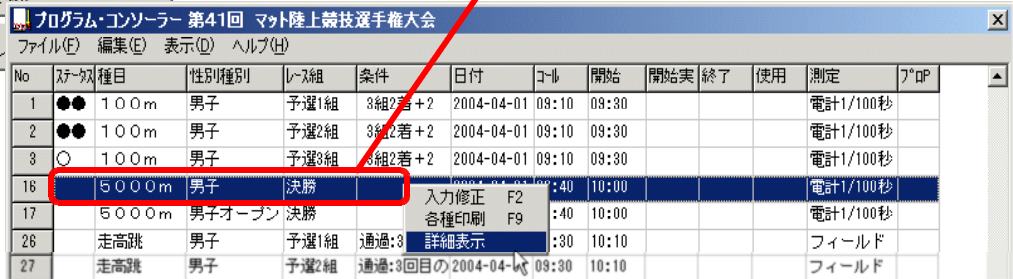 プログラム・コンソーラー 第41回 マット陸上競技選手権大会
ファイル(F) 編集(E) 表示(D) ヘルプ(H)
No ステータス 種目 性別種別 レース組 条件 日付 コール 開始 開始実 終了 使用 測定 プロP
1 ●● 100m 男子 予選1組 3組2着+2 2004-04-01 09:10 09:30 電計1/100秒
2 ●● 100m 男子 予選2組 3組2着+2 2004-04-01 09:10 09:30 電計1/100秒
3 ○ 100m 男子 予選3組 3組2着+2 2004-04-01 09:10 09:30 電計1/100秒
16 5000m 男子 決勝 :40 10:00 電計1/100秒
17 5000m 男子オープン 決勝 :40 10:00 電計1/100秒
26 走高跳 男子 予選1組 通過:3 :30 10:10 フィールド
27 走高跳 男子 予選2組 通過:3回目の 2004-04- 09:30 10:10 フィールド
入力修正 F2
各種印刷 F9
詳細表示